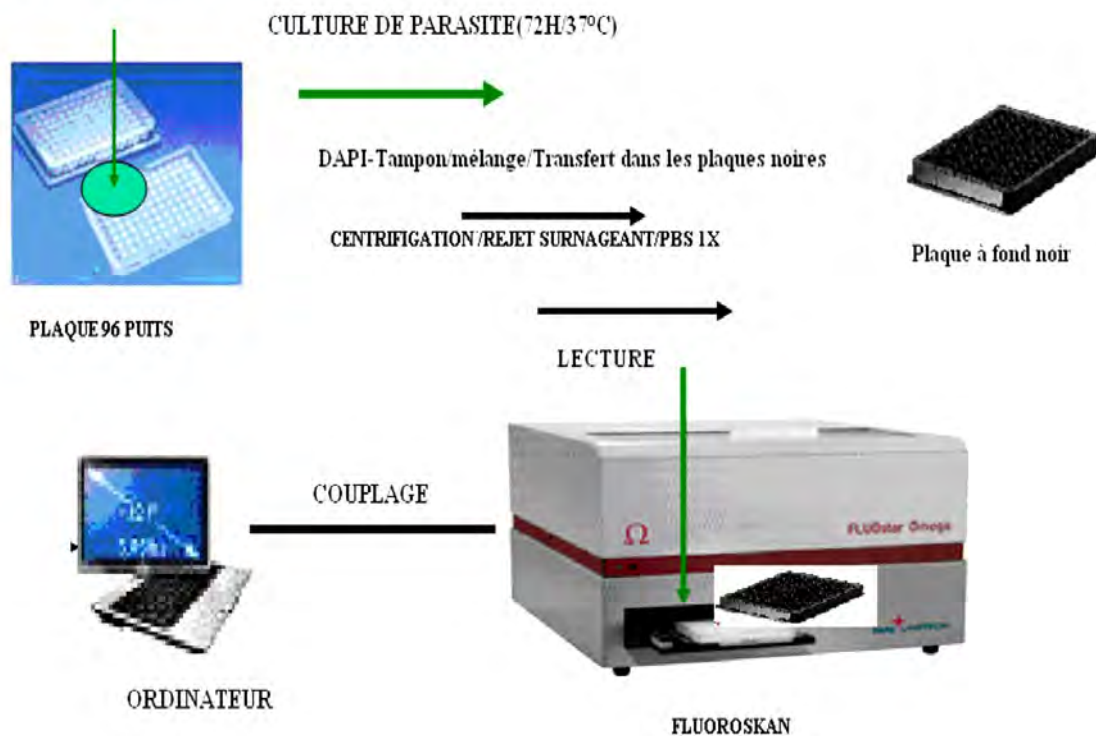 CULTURE DE PARASITE(72H/37°C)
DAPI-Tampon/mélange/Transfert dans les plaques noires
CENTRIFIGATION/REJET SURNAGEANT/PBS 1X
Plaque à fond noir
PLAQUE 96 PUITS
LECTURE
COUPLAGE
Ω
FLUOstar Omega
ORDINATEUR
FLUOROSKAN